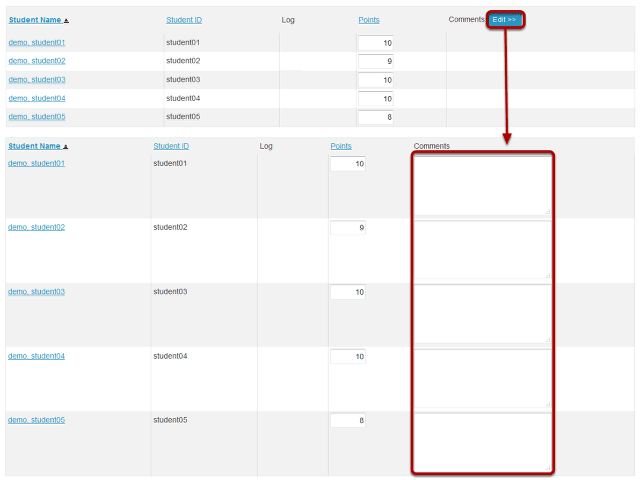 Student Name Student ID Log Points Comments Edit >>
demo, student01 student01 10
demo, student02 student02 9
demo, student03 student03 10
demo, student04 student04 10
demo, student05 student05 8
Student Name Student ID Log Points Comments
demo, student01 student01 10
demo, student02 student02 9
demo, student03 student03 10
demo, student04 student04 10
demo, student05 student05 8